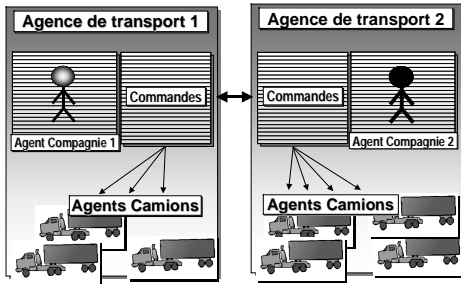 Agence de transport 1
Commandes
Agent Compagnie 1
Agents Camions
Agence de transport 2
Commandes
Agent Compagnie 2
Agents Camions